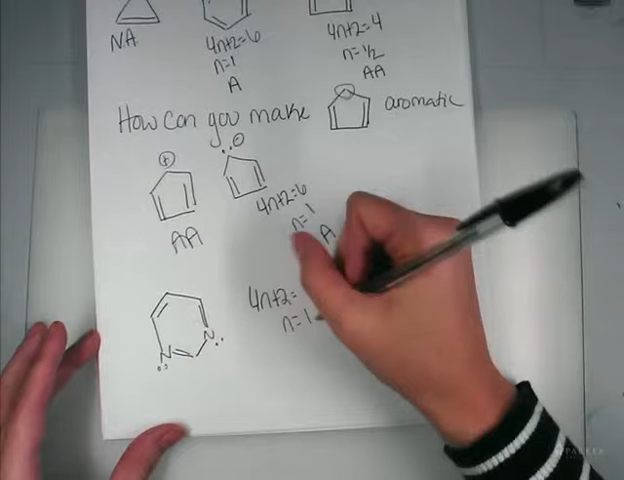 NA
4n+2=6
n=1
A
4n+2=4
n=1/2
AA
How can you make aromatic
AA
4n+2=6
n=1
A
4n+2=
n=1
N
N